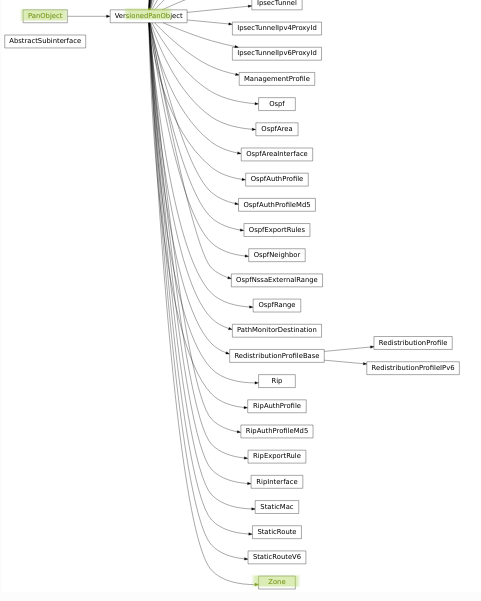 IpsecTunnel
PanObject
VersionedPanObject
IpsecTunnelIpv4ProxyId
AbstractSubinterface
IpsecTunnelIpv6ProxyId
ManagementProfile
Ospf
OspfArea
OspfAreaInterface
OspfAuthProfile
OspfAuthProfileMd5
OspfExportRules
OspfNeighbor
OspfNssaExternalRange
OspfRange
PathMonitorDestination
RedistributionProfile
RedistributionProfileBase
RedistributionProfileIPv6
Rip
RipAuthProfile
RipAuthProfileMd5
RipExportRule
RipInterface
StaticMac
StaticRoute
StaticRouteV6
Zone